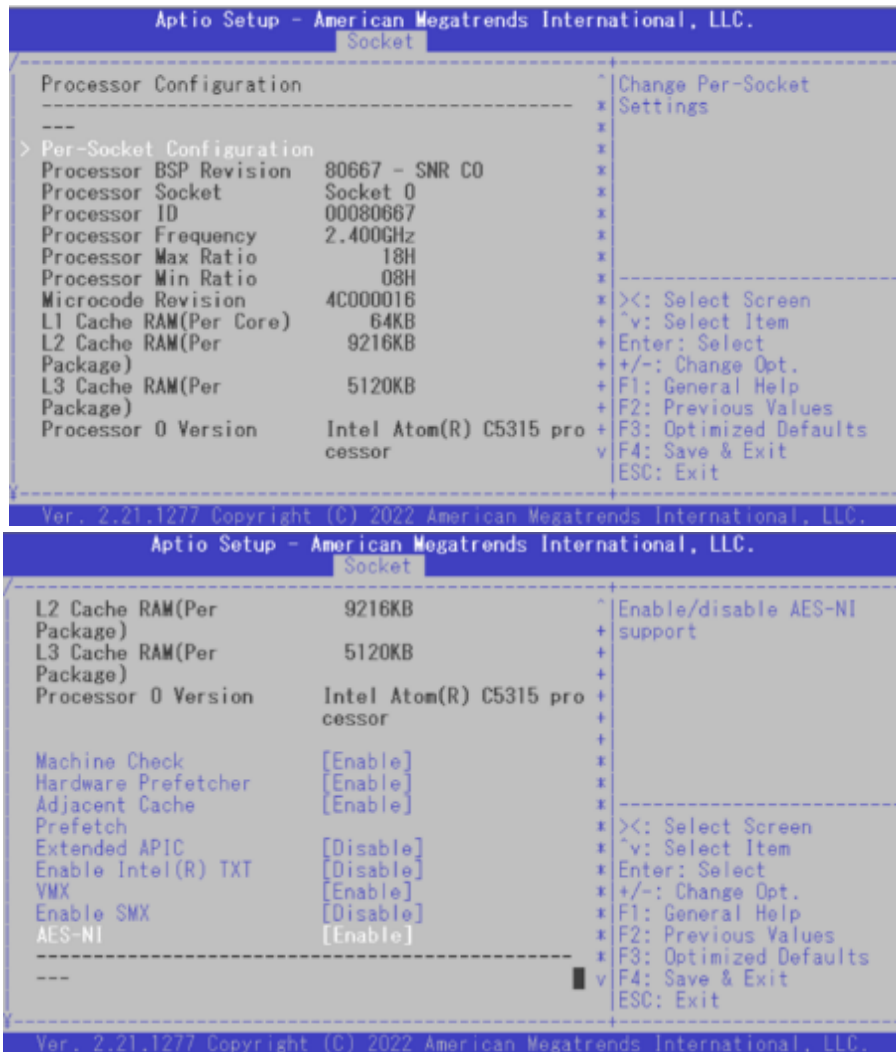 Aptio Setup - American Megatrends International, LLC.
Socket
Processor Configuration
Change Per-Socket
Settings
> Per-Socket Configuration
Processor BSP Revision 80667 - SNR C0
Processor Socket Socket 0
Processor ID 00080667
Processor Frequency 2.400GHz
Processor Max Ratio 18H
Processor Min Ratio 08H
Microcode Revision 4C000016
L1 Cache RAM(Per Core) 64KB
L2 Cache RAM(Per 9216KB
Package)
L3 Cache RAM(Per 5120KB
Package)
Processor 0 Version Intel Atom(R) C5315 pro
cessor
><: Select Screen
^v: Select Item
Enter: Select
+/-: Change Opt.
F1: General Help
F2: Previous Values
F3: Optimized Defaults
F4: Save & Exit
ESC: Exit
Ver. 2.21.1277 Copyright (C) 2022 American Megatrends International, LLC.
Aptio Setup - American Megatrends International, LLC.
Socket
L2 Cache RAM(Per 9216KB
Package)
L3 Cache RAM(Per 5120KB
Package)
Processor 0 Version Intel Atom(R) C5315 pro
cessor
Machine Check [Enable]
Hardware Prefetcher [Enable]
Adjacent Cache [Enable]
Prefetch
Extended APIC [Disable]
Enable Intel(R) TXT [Disable]
VMX [Enable]
Enable SMX [Disable]
AES-NI [Enable]
Enable/disable AES-NI
support
><: Select Screen
^v: Select Item
Enter: Select
+/-: Change Opt.
F1: General Help
F2: Previous Values
F3: Optimized Defaults
F4: Save & Exit
ESC: Exit
Ver. 2.21.1277 Copyright (C) 2022 American Megatrends International, LLC.